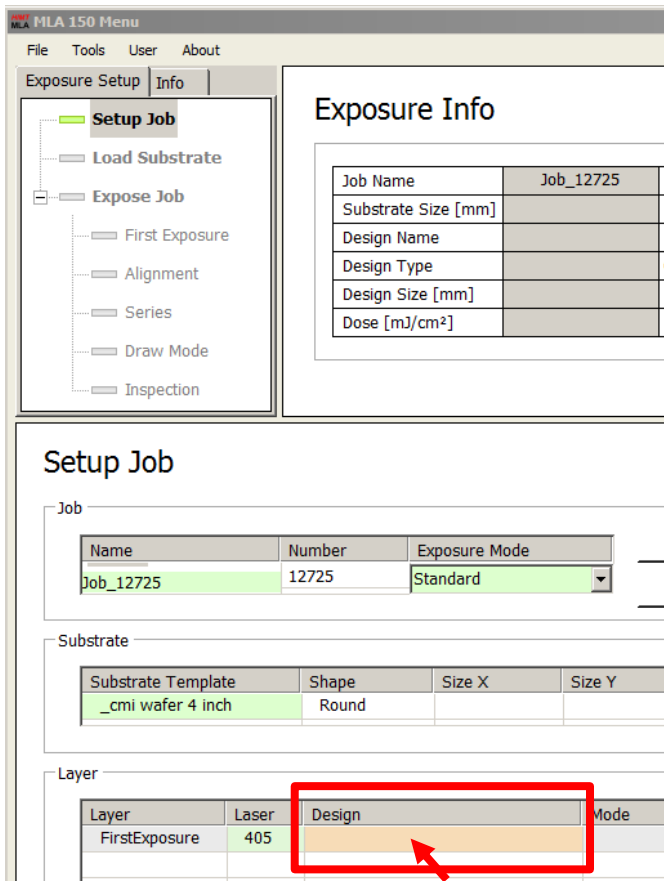 MLA MLA 150 Menu
File Tools User About
Exposure Setup Info
Setup Job
Load Substrate
Expose Job
First Exposure
Alignment
Series
Draw Mode
Inspection
Exposure Info
Job Name Job_12725
Substrate Size [mm]
Design Name
Design Type
Design Size [mm]
Dose [mJ/cm²]
Setup Job
Job
Name Number Exposure Mode
Job_12725 12725 Standard
Substrate
Substrate Template Shape Size X Size Y
_cmi wafer 4 inch Round
Layer
Layer Laser Design Mode
FirstExposure 405